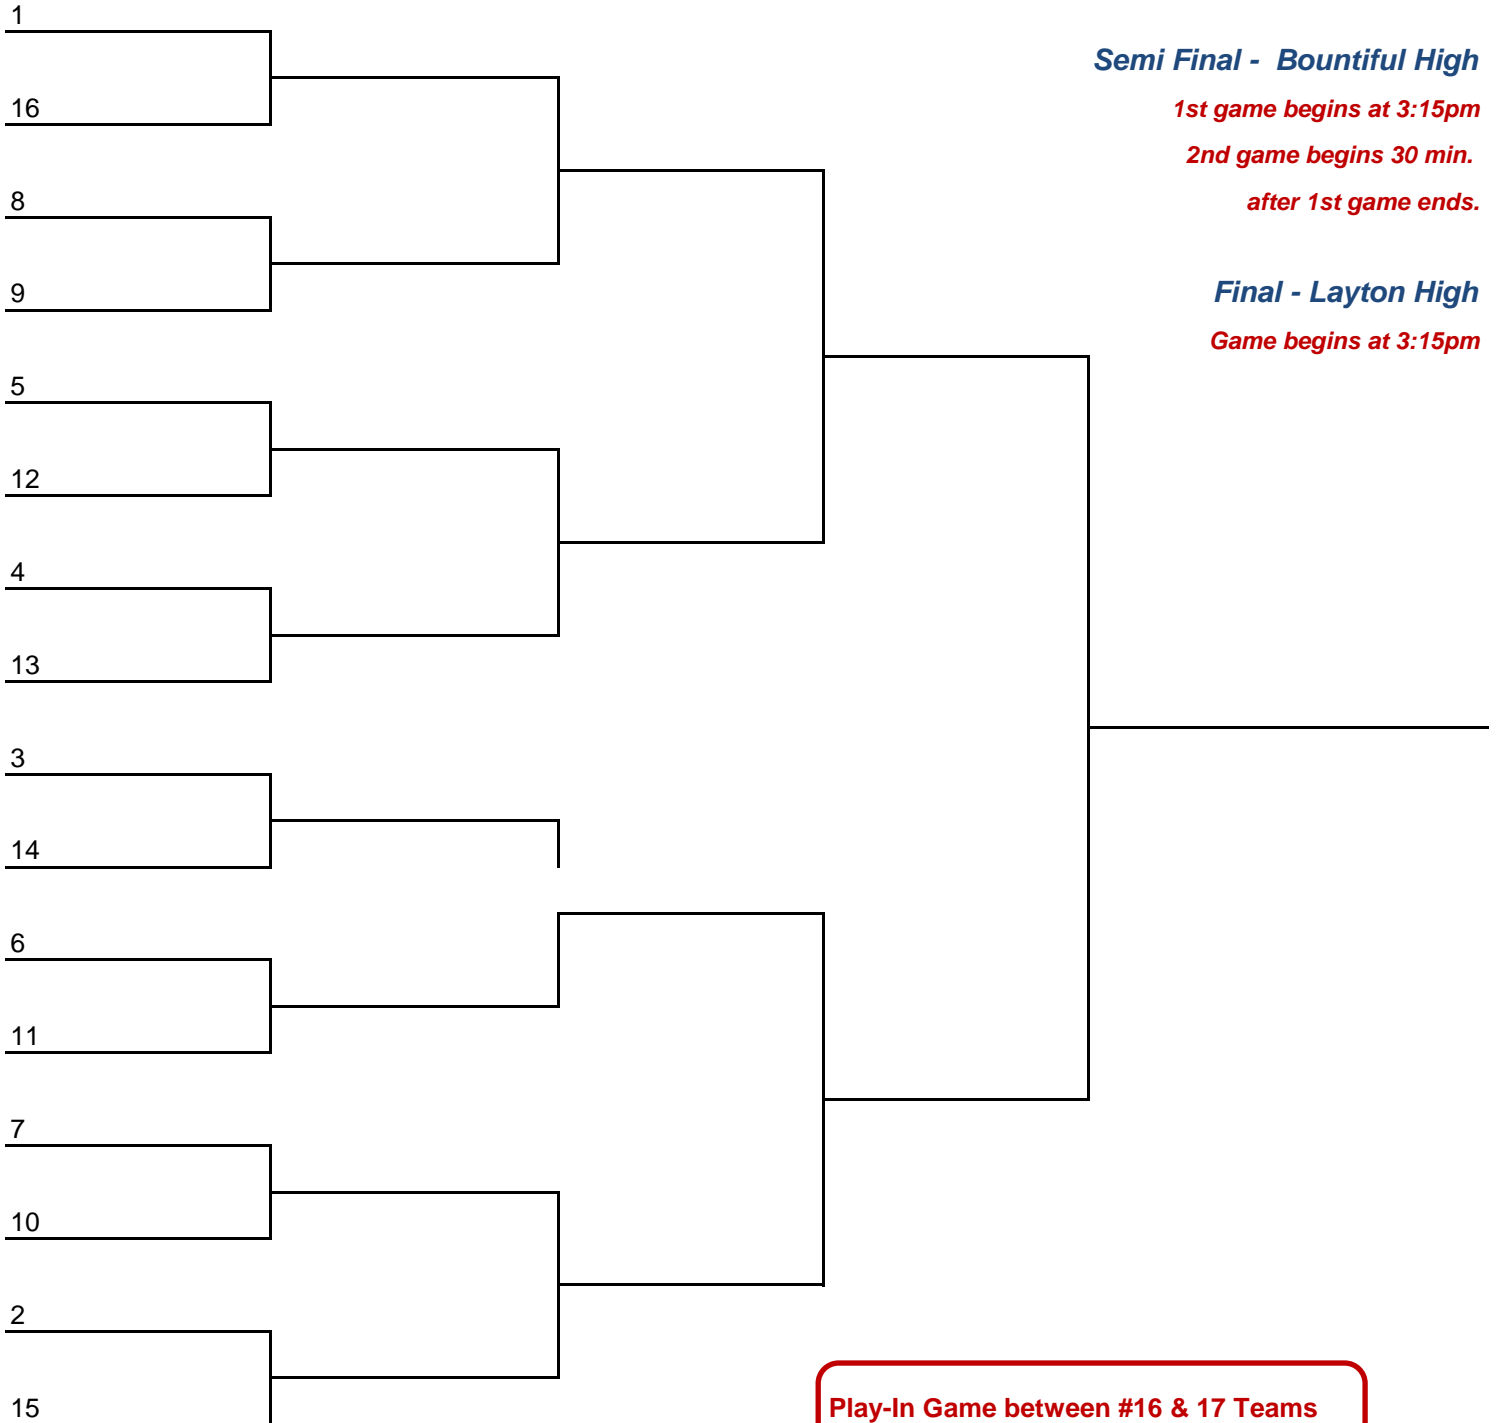 1
Semi Final -  Bountiful High
1st game begins at 3:15pm
16
2nd game begins 30 min.
8
after 1st game ends.
9
Final - Layton High
Game begins at 3:15pm
5
12
4
13
3
14
6
11
7
10
2
15
Play-In Game between #16 & 17 Teams